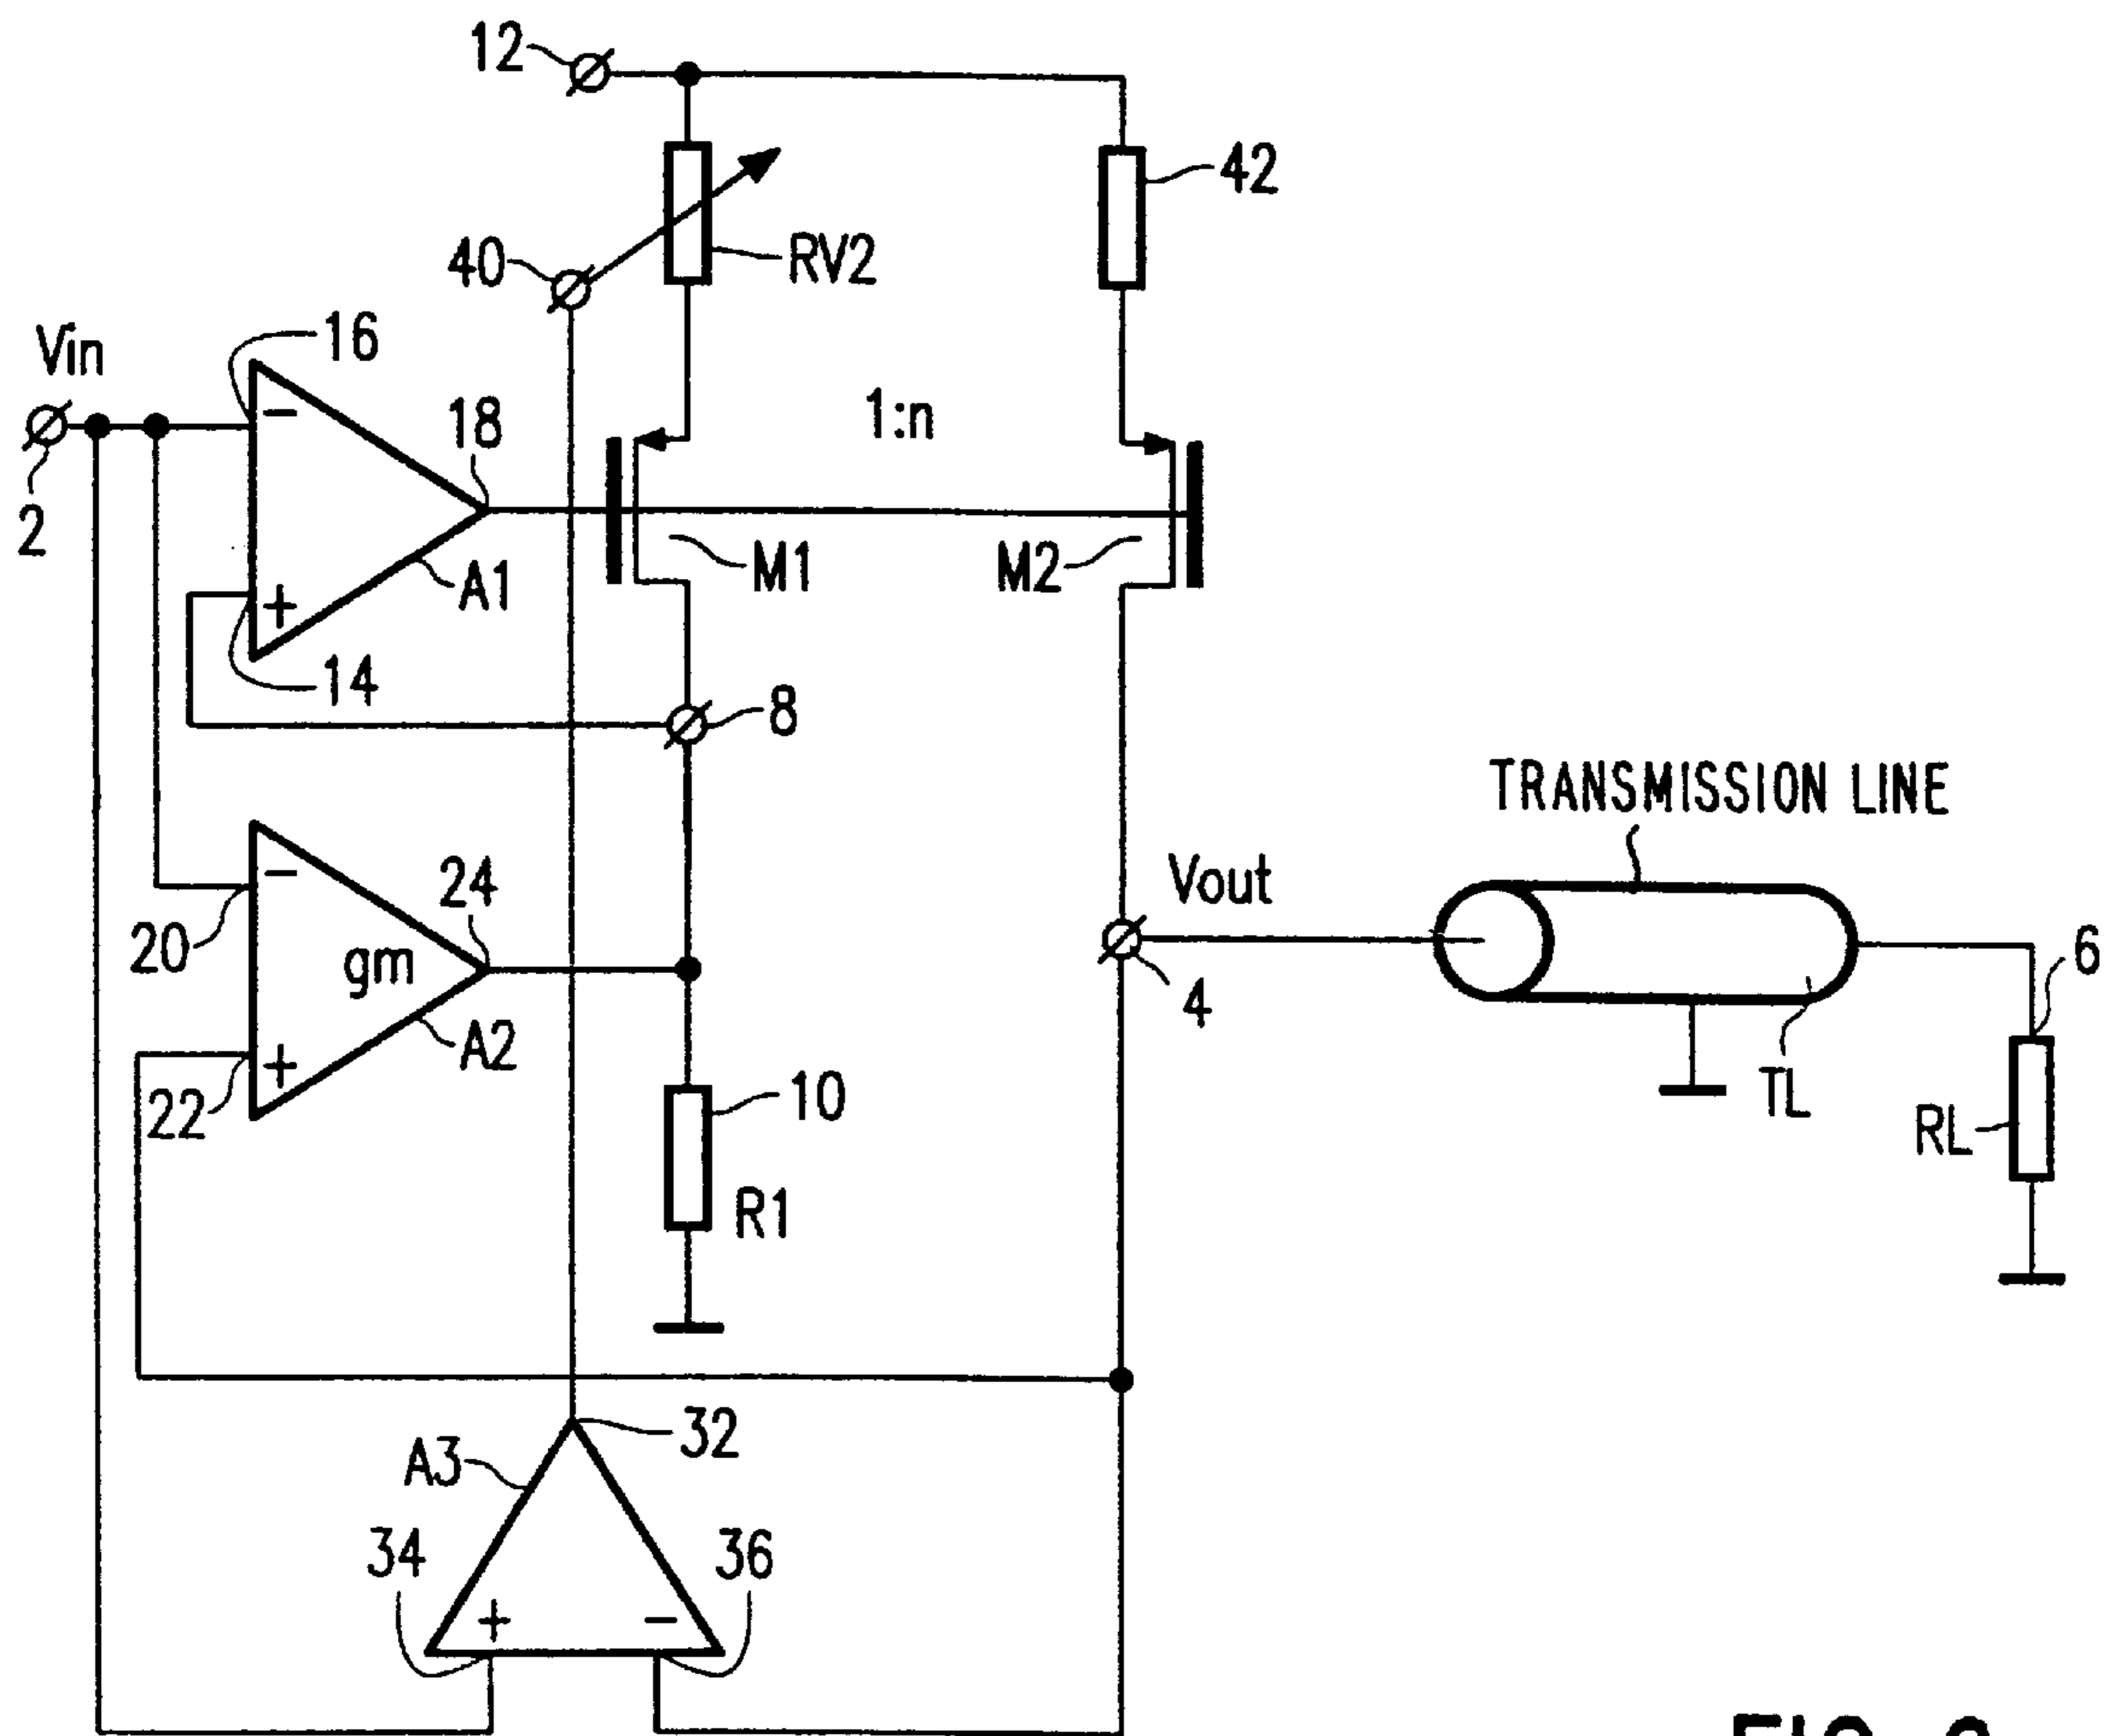 12
42
40
RV2
Vin
16
18
1:n
2
A1
M1
M2
14
8
TRANSMISSION LINE
24
Vout
20
gm
6
4
A2
22
10
TL
RL
R1
32
A3
34
36
+
−
−
+
−
+